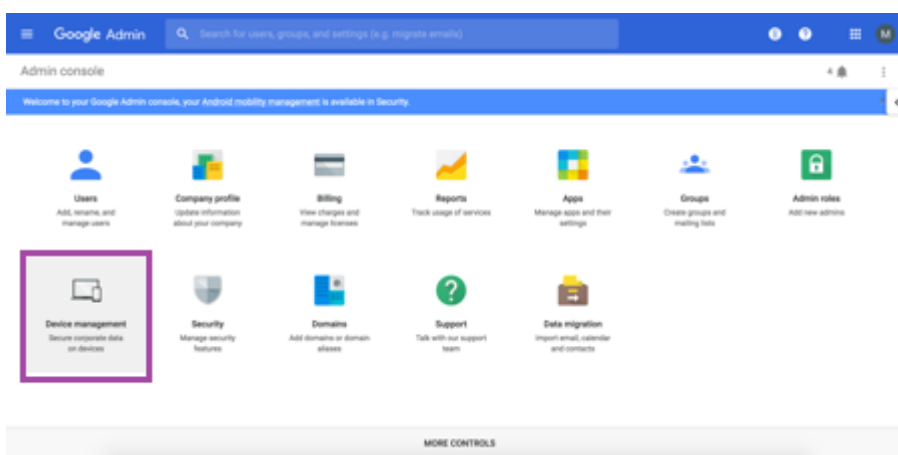 Google Admin
Search for users, groups, and settings (e.g. migrate emails)
M
Admin console
4
Welcome to your Google Admin console, your Android mobility management is available in Security.
Users
Add, rename, and
manage users
Company profile
Update information
about your company
Billing
View charges and
manage licenses
Reports
Track usage of services
Apps
Manage apps and their
settings
Groups
Create groups and
mailing lists
Admin roles
Add new admins
Device management
Secure corporate data
on devices
Security
Manage security
features
Domains
Add domains or domain
aliases
Support
Talk with our support
team
Data migration
Import email, calendar
and contacts
MORE CONTROLS